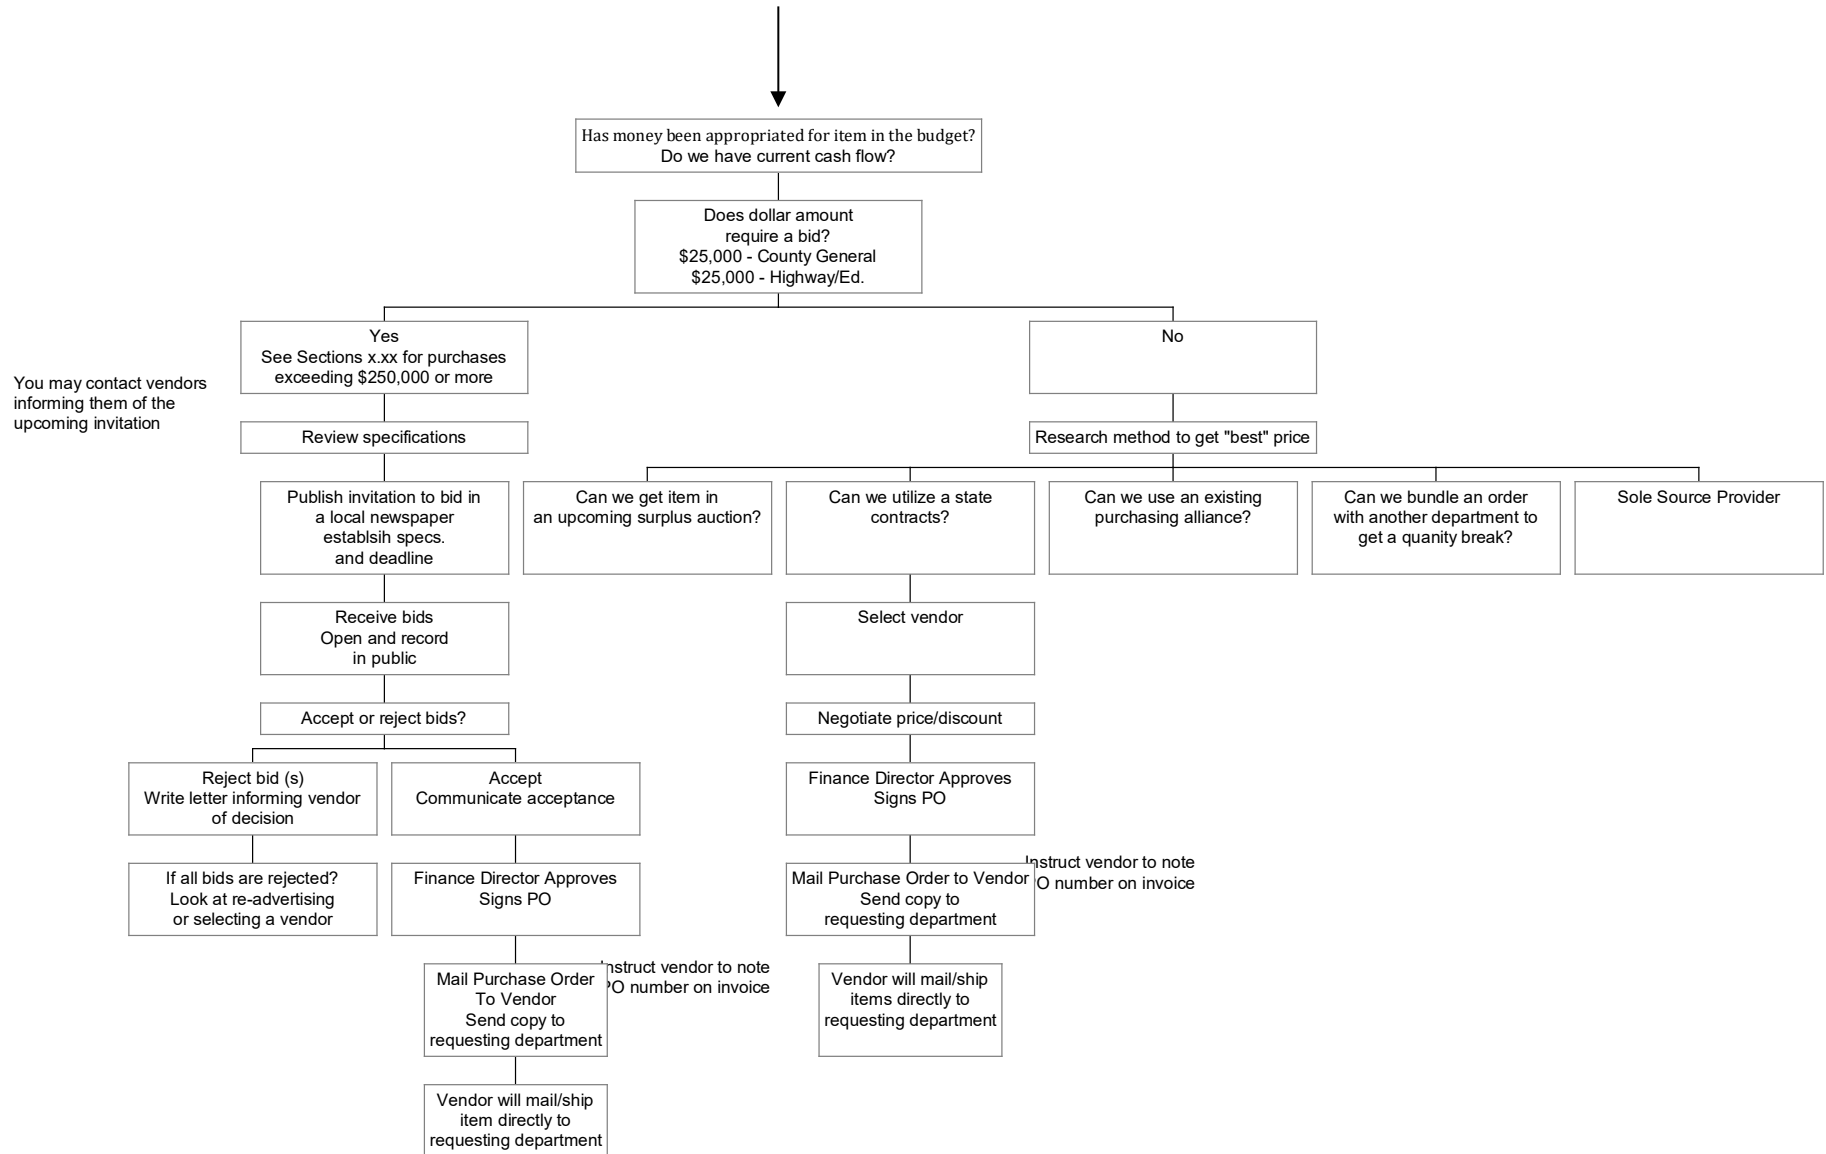 Has money been appropriated for item in the budget?
Do we have current cash flow?
Does dollar amount
require a bid?
$25,000 - County General
$25,000 - Highway/Ed.
Yes
See Sections x.xx for purchases
exceeding $250,000 or more
No
You may contact vendors
informing them of the
upcoming invitation
Review specifications
Research method to get "best" price
Publish invitation to bid in
a local newspaper
establsih specs.
and deadline
Can we get item in
an upcoming surplus auction?
Can we utilize a state
contracts?
Can we use an existing
purchasing alliance?
Can we bundle an order
with another department to
get a quanity break?
Sole Source Provider
Receive bids
Open and record
in public
Select vendor
Accept or reject bids?
Negotiate price/discount
Reject bid (s)
Write letter informing vendor
of decision
Accept
Communicate acceptance
Finance Director Approves
Signs PO
If all bids are rejected?
Look at re-advertising
or selecting a vendor
Finance Director Approves
Signs PO
Mail Purchase Order to Vendor
Send copy to
requesting department
Instruct vendor to note
PO number on invoice
Mail Purchase Order
To Vendor
Send copy to
requesting department
Instruct vendor to note
PO number on invoice
Vendor will mail/ship
items directly to
requesting department
Vendor will mail/ship
item directly to
requesting department